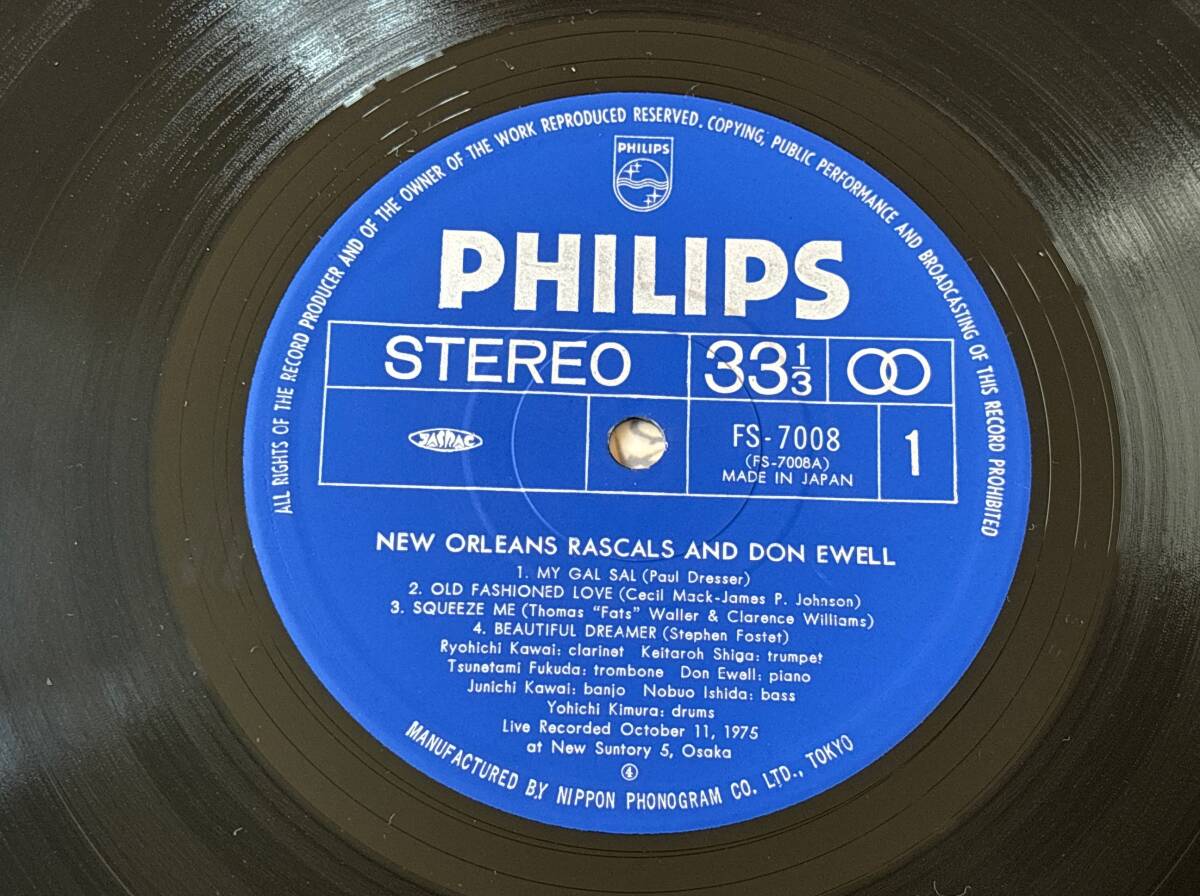 ALL RIGHTS OF THE RECORD PRODUCER AND OF THE OWNER OF THE WORK REPRODUCED RESERVED. COPYING, PUBLIC PERFORMANCE AND BROADCASTING OF THIS RECORD PROHIBITED
PHILIPS
PHILIPS
STEREO
33 1/3
JASRAC
FS-7008
(FS-7008A)
MADE IN JAPAN
1
NEW ORLEANS RASCALS AND DON EWELL
1. MY GAL SAL (Paul Dresser)
2. OLD FASHIONED LOVE (Cecil Mack-James P. Johnson)
3. SQUEEZE ME (Thomas "Fats" Waller & Clarence Williams)
4. BEAUTIFUL DREAMER (Stephen Fostet)
Ryohichi Kawai: clarinet Keitaroh Shiga: trumpet
Tsunetami Fukuda: trombone Don Ewell: piano
Junichi Kawai: banjo Nobuo Ishida: bass
Yohichi Kimura: drums
Live Recorded October 11, 1975
at New Suntory 5, Osaka
④
MANUFACTURED BY NIPPON PHONOGRAM CO. LTD., TOKYO